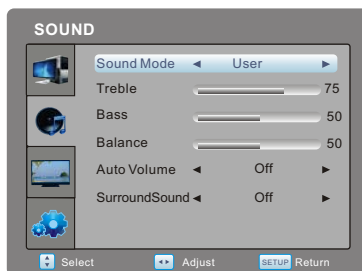 SOUND
Sound Mode ◄ User ►
Treble 75
Bass 50
Balance 50
Auto Volume ◄ Off ►
SurroundSound ◄ Off ►
Select Adjust SETUP Return